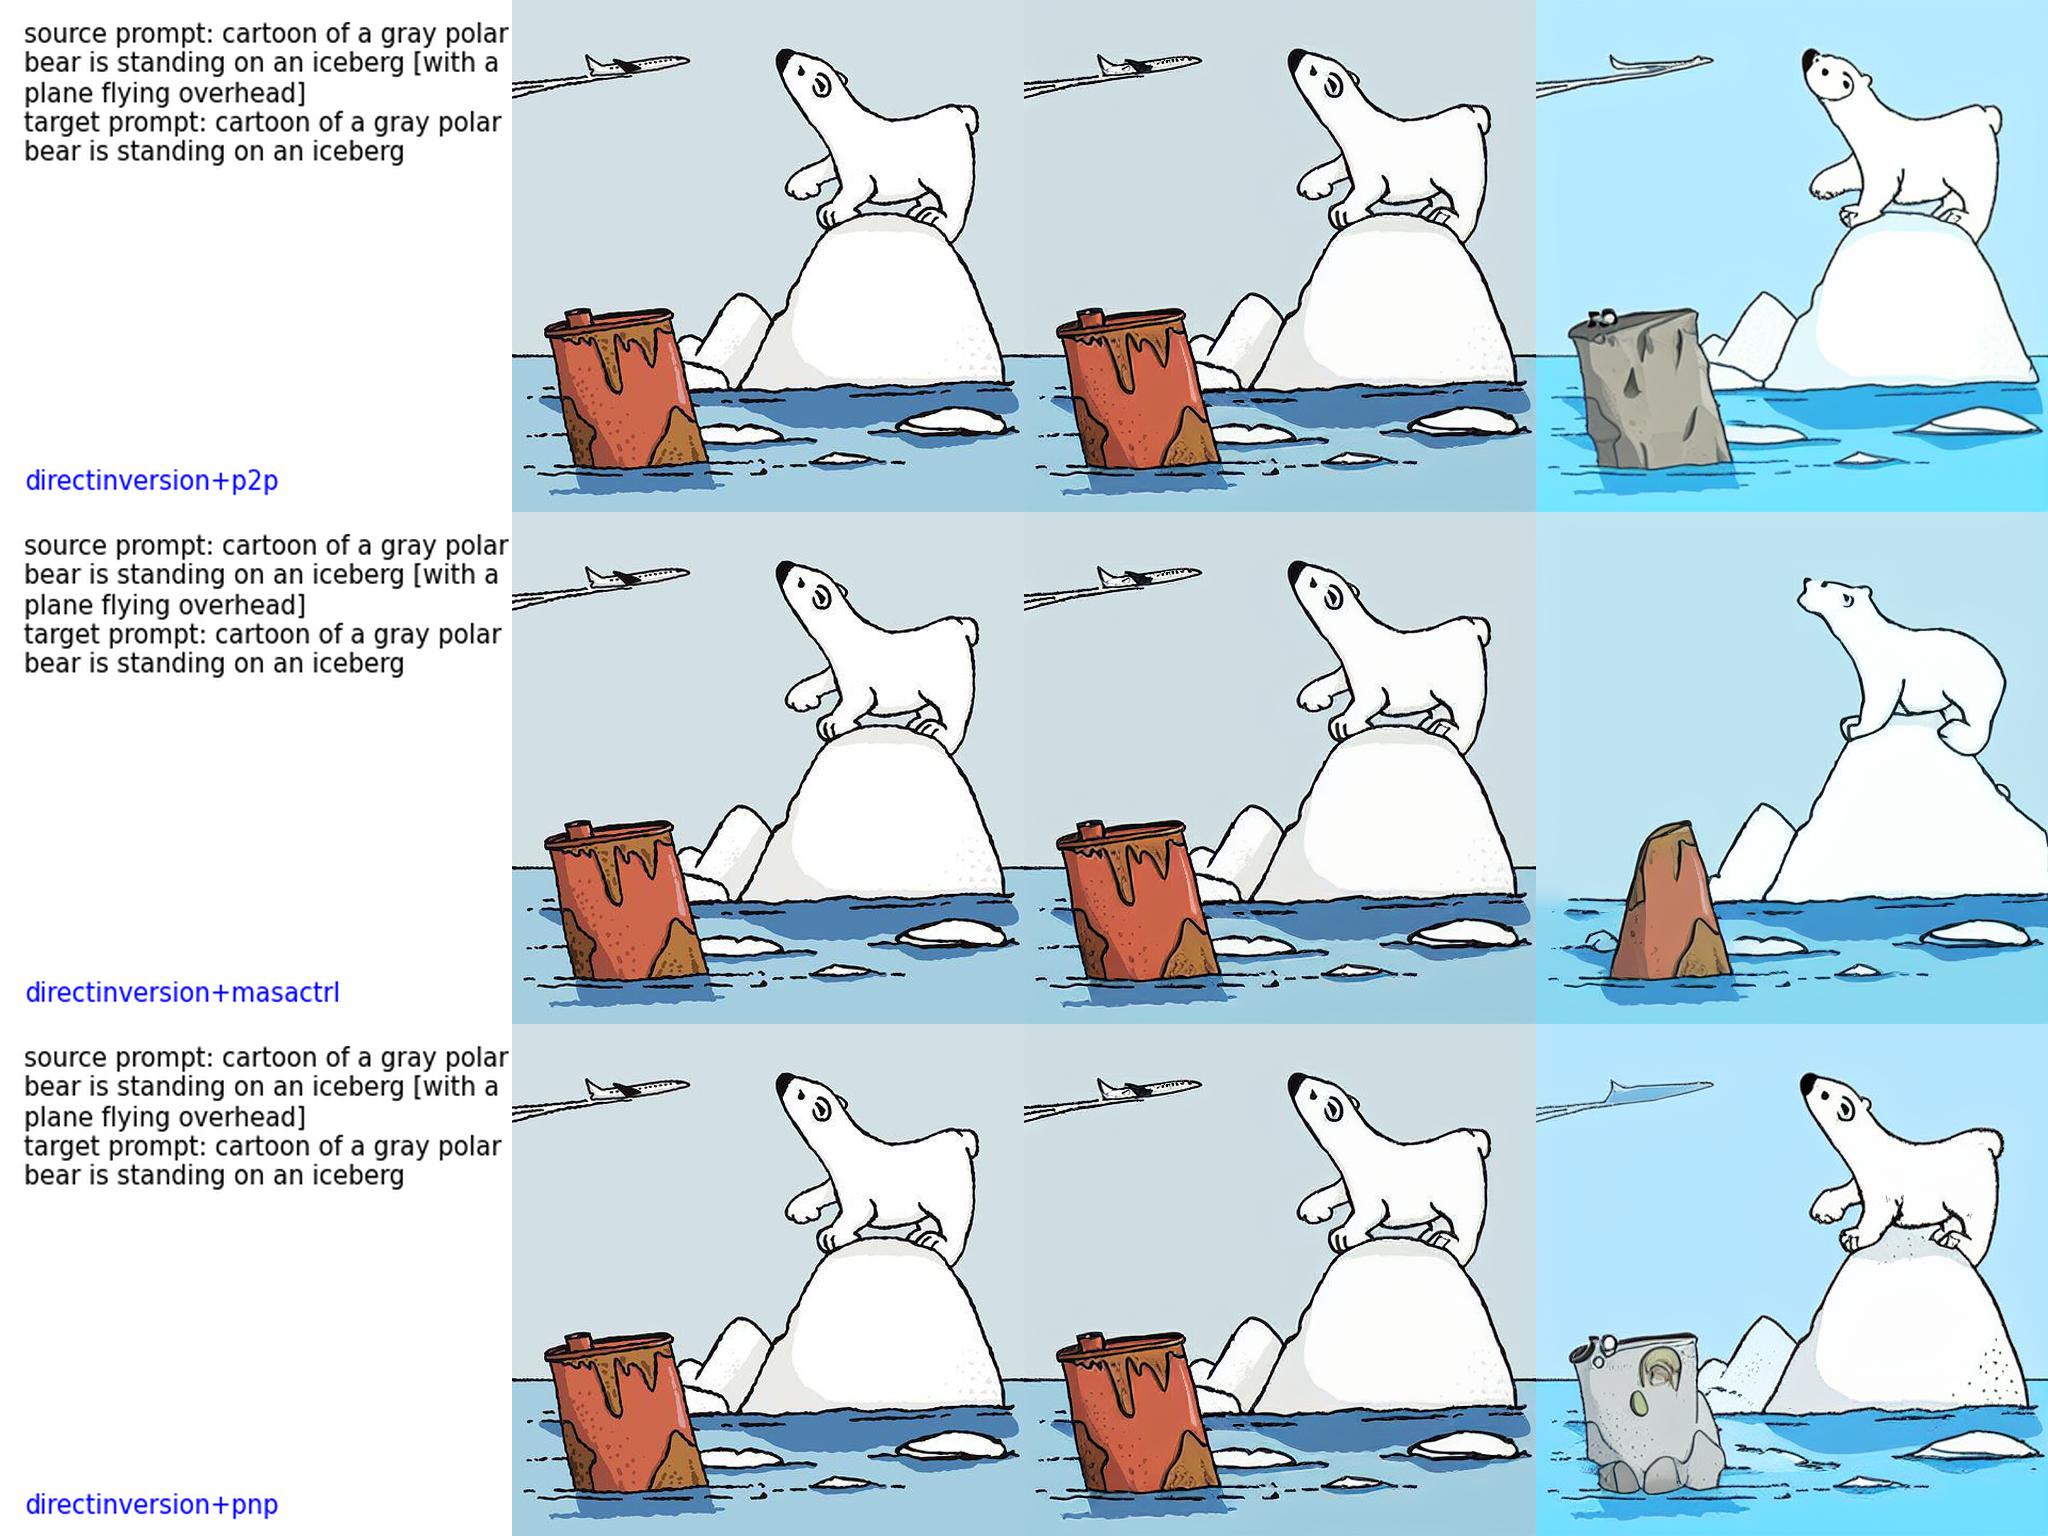 source prompt: cartoon of a gray polar
bear is standing on an iceberg [with a
plane flying overhead]
target prompt: cartoon of a gray polar
bear is standing on an iceberg
directinversion+p2p
source prompt: cartoon of a gray polar
bear is standing on an iceberg [with a
plane flying overhead]
target prompt: cartoon of a gray polar
bear is standing on an iceberg
directinversion+masactrl
source prompt: cartoon of a gray polar
bear is standing on an iceberg [with a
plane flying overhead]
target prompt: cartoon of a gray polar
bear is standing on an iceberg
directinversion+pnp